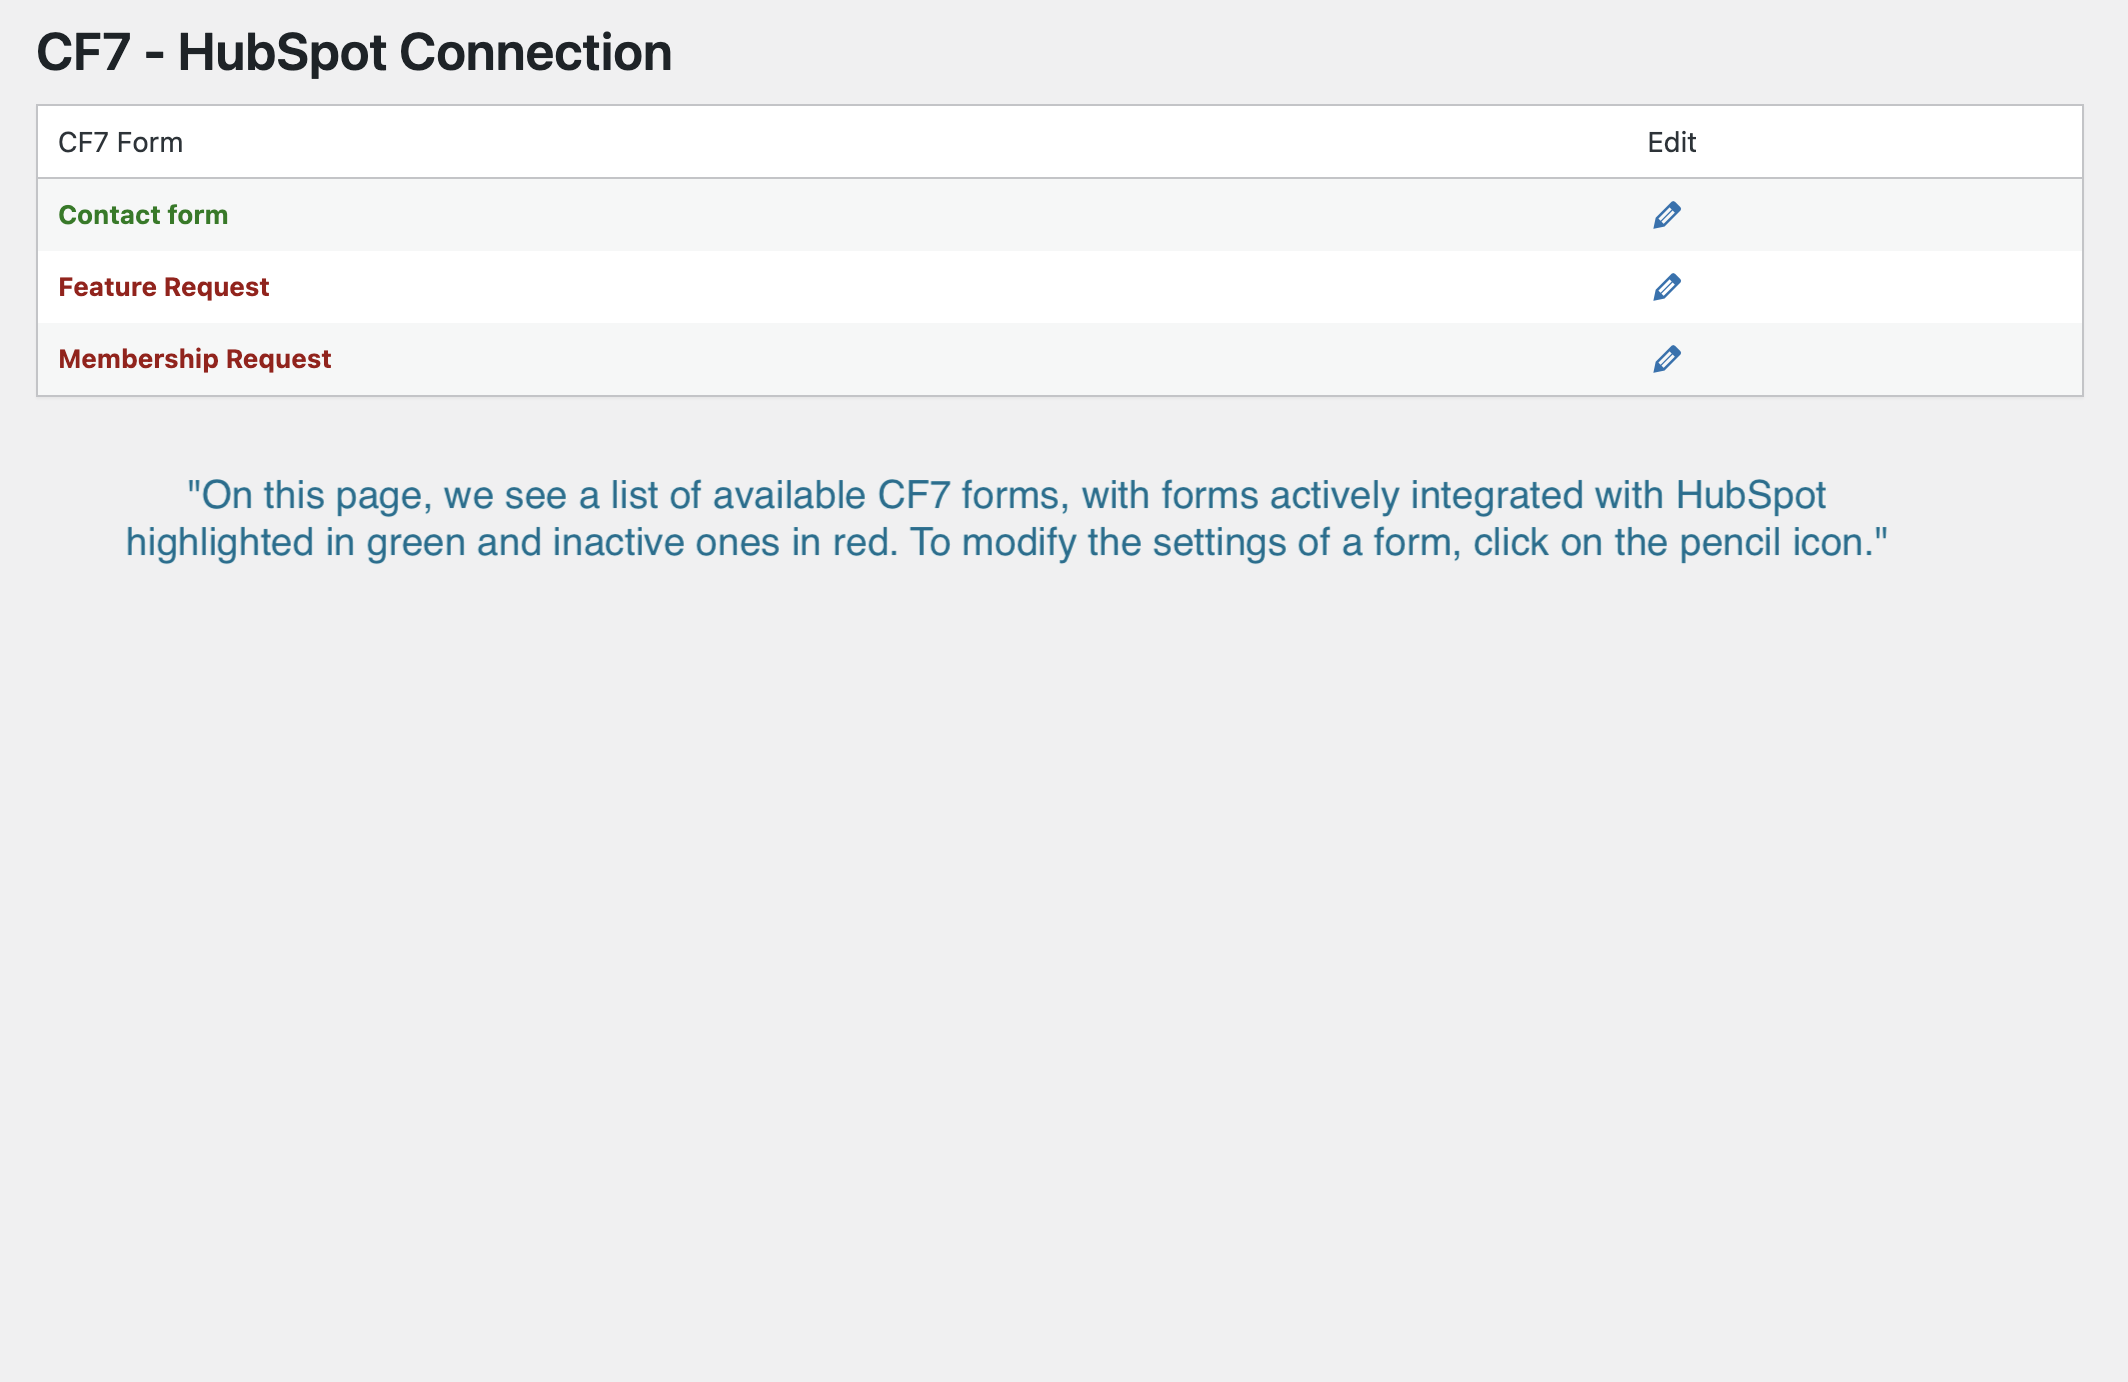 CF7 - HubSpot Connection
CF7 Form Edit
Contact form
Feature Request
Membership Request
"On this page, we see a list of available CF7 forms, with forms actively integrated with HubSpot
highlighted in green and inactive ones in red. To modify the settings of a form, click on the pencil icon."